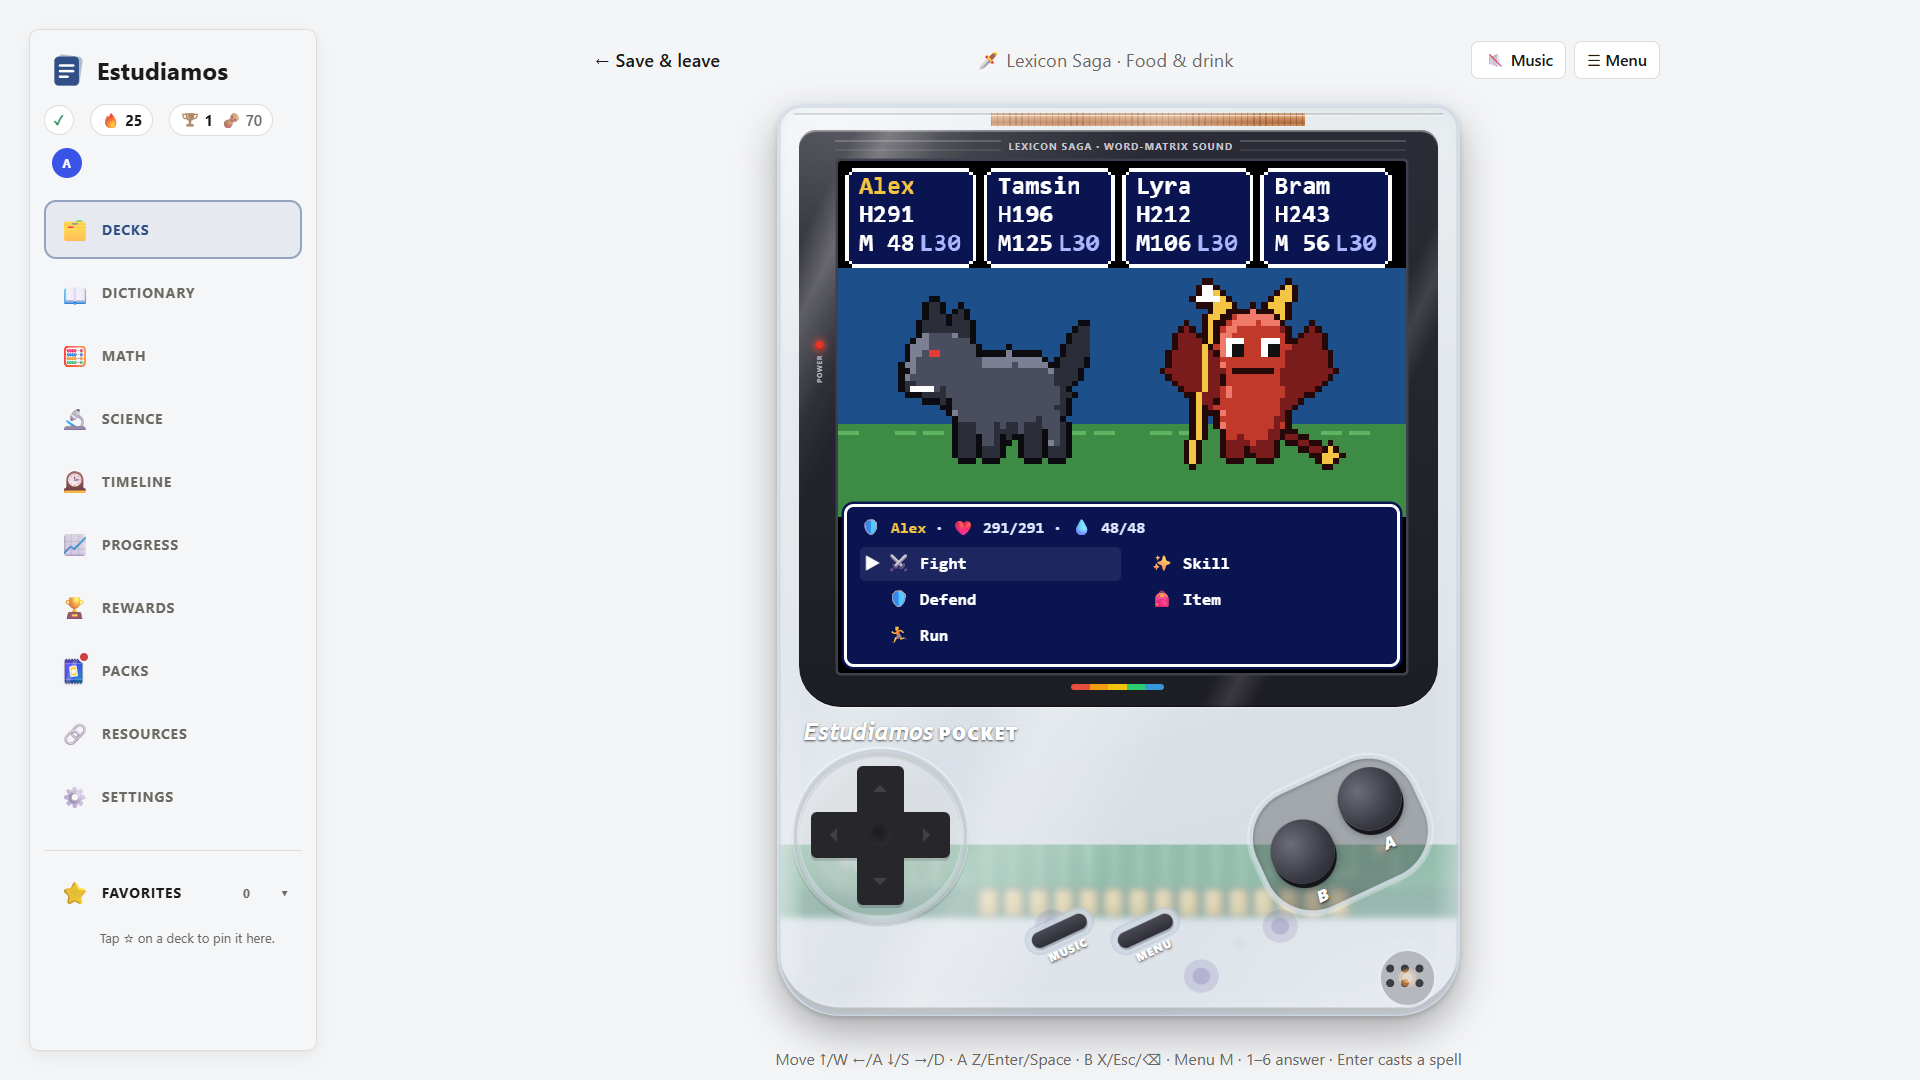 Estudiamos
25
1
70
A
DECKS
DICTIONARY
MATH
SCIENCE
TIMELINE
PROGRESS
REWARDS
PACKS
RESOURCES
SETTINGS
FAVORITES 0
Tap ☆ on a deck to pin it here.
← Save & leave
Lexicon Saga · Food & drink
Music
☰ Menu
LEXICON SAGA · WORD-MATRIX SOUND
Alex
H291
M 48 L30
Tamsin
H196
M125 L30
Lyra
H212
M106 L30
Bram
H243
M 56 L30
POWER
Alex · 291/291 · 48/48
Fight
Skill
Defend
Item
Run
Estudiamos POCKET
A
B
MUSIC
MENU
Move ↑/W ←/A ↓/S →/D · A Z/Enter/Space · B X/Esc/⌫ · Menu M · 1–6 answer · Enter casts a spell